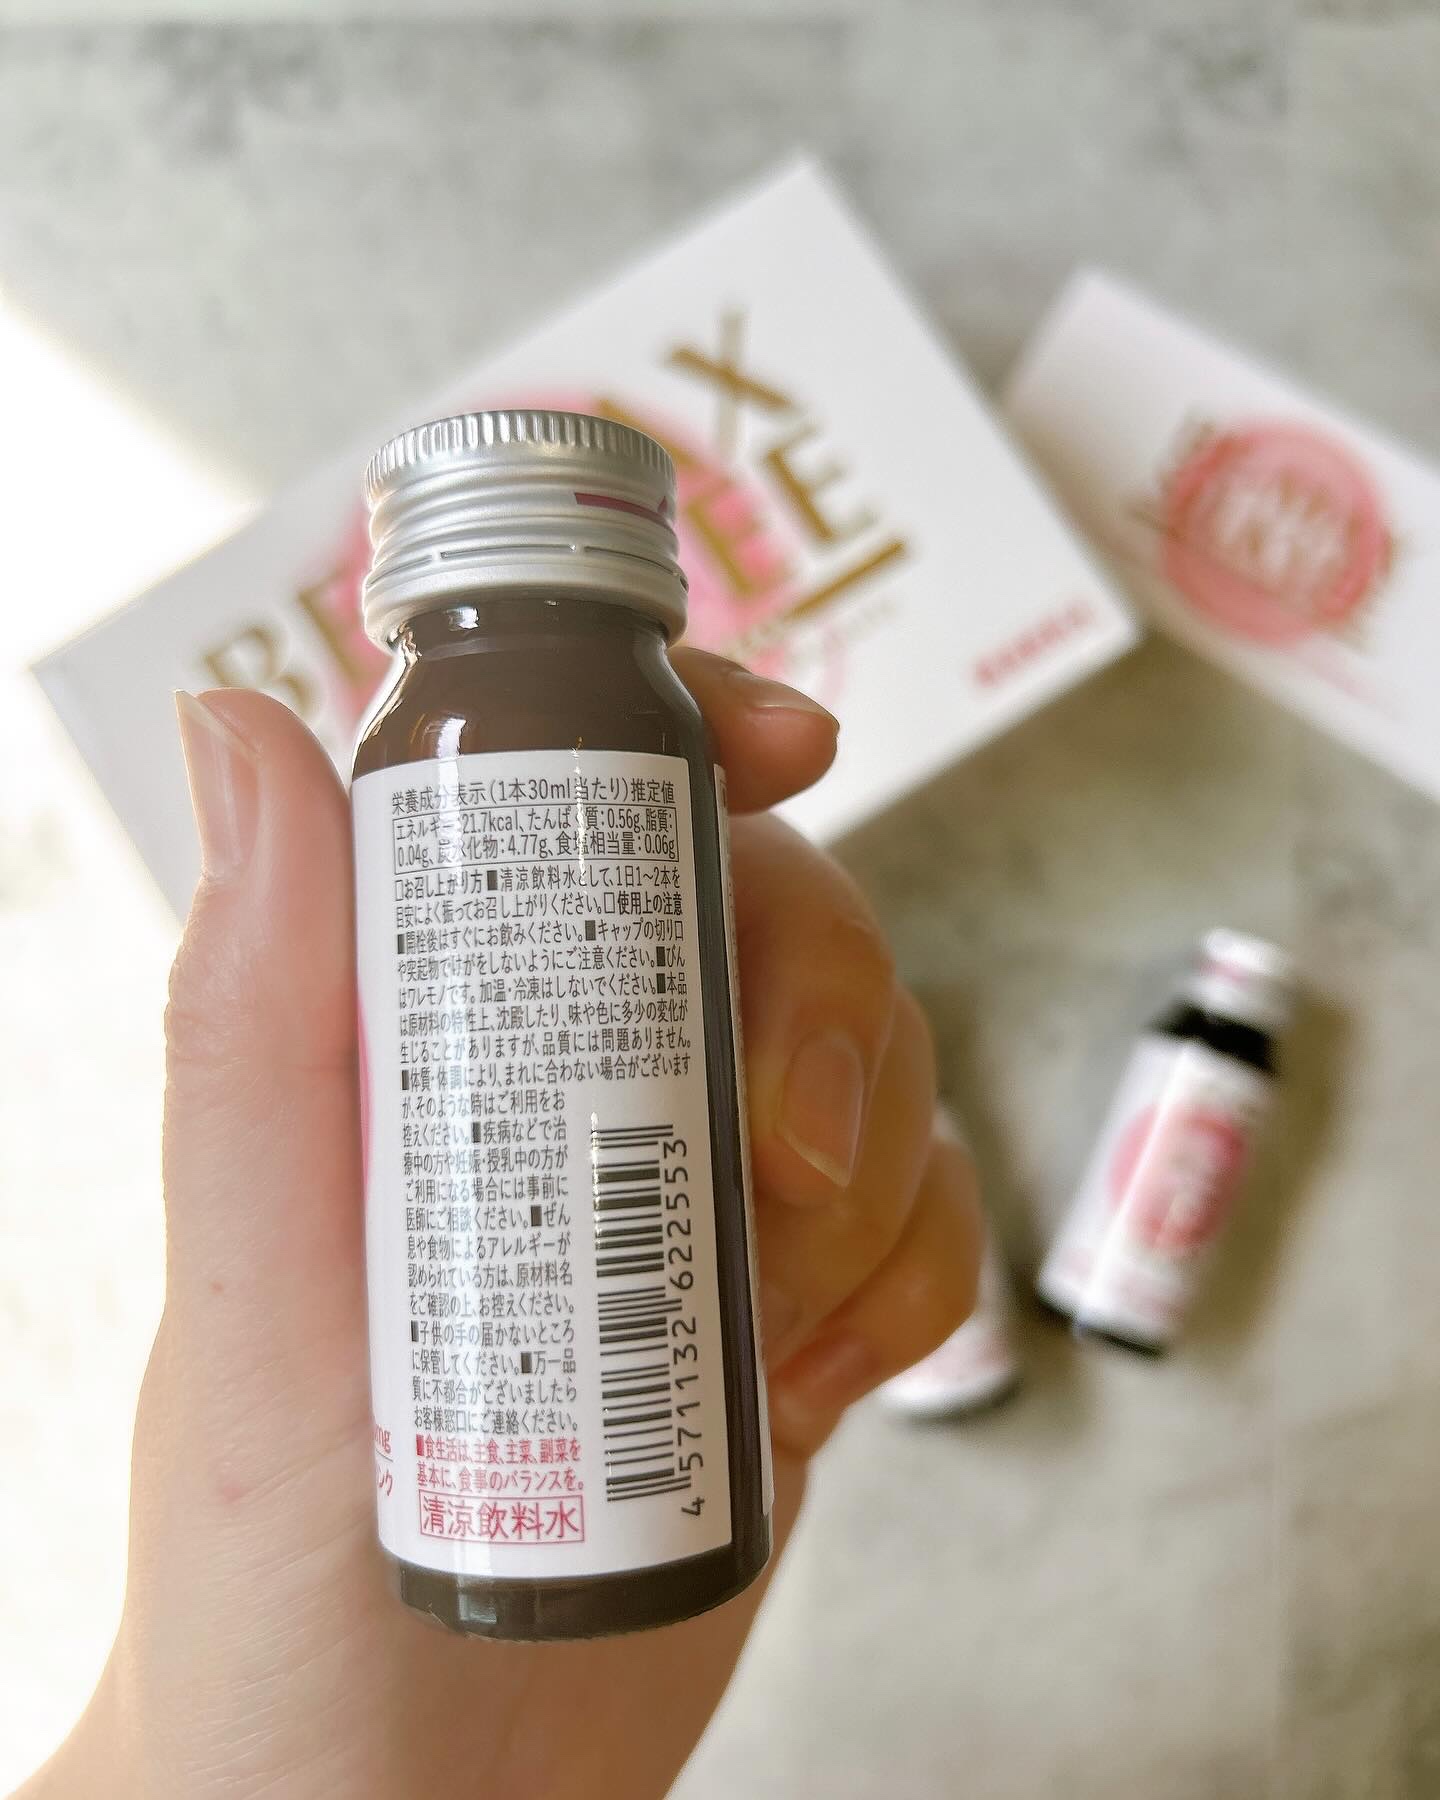 栄養成分表示(1本30ml当たり)推定値
エネルギー:21.7kcal、たんぱく質:0.56g、脂質:
0.04g、炭水化物:4.77g、食塩相当量:0.06g
□お召し上がり方■清涼飲料水として、1日1〜2本を
目安によく振ってお召し上がりください。□使用上の注意
■開栓後はすぐにお飲みください。■キャップの切り口
や突起物でけがをしないようにご注意ください。■びん
はワレモノです。加温・冷凍はしないでください。■本品
は原材料の特性上、沈殿したり、味や色に多少の変化が
生じることがありますが、品質には問題ありません。
■体質・体調により、まれに合わない場合がございます
が、そのような時はご利用をお
控えください。■疾病などで治
療中の方や妊娠・授乳中の方が
ご利用になる場合には事前に
医師にご相談ください。■ぜん
息や食物によるアレルギーが
認められている方は、原材料名
をご確認の上、お控えください。
■子供の手の届かないところ
に保管してください。■万一品
質に不都合がございましたら
お客様窓口にご連絡ください。
■食生活は、主食、主菜、副菜を
基本に、食事のバランスを。
清涼飲料水
4571132622553